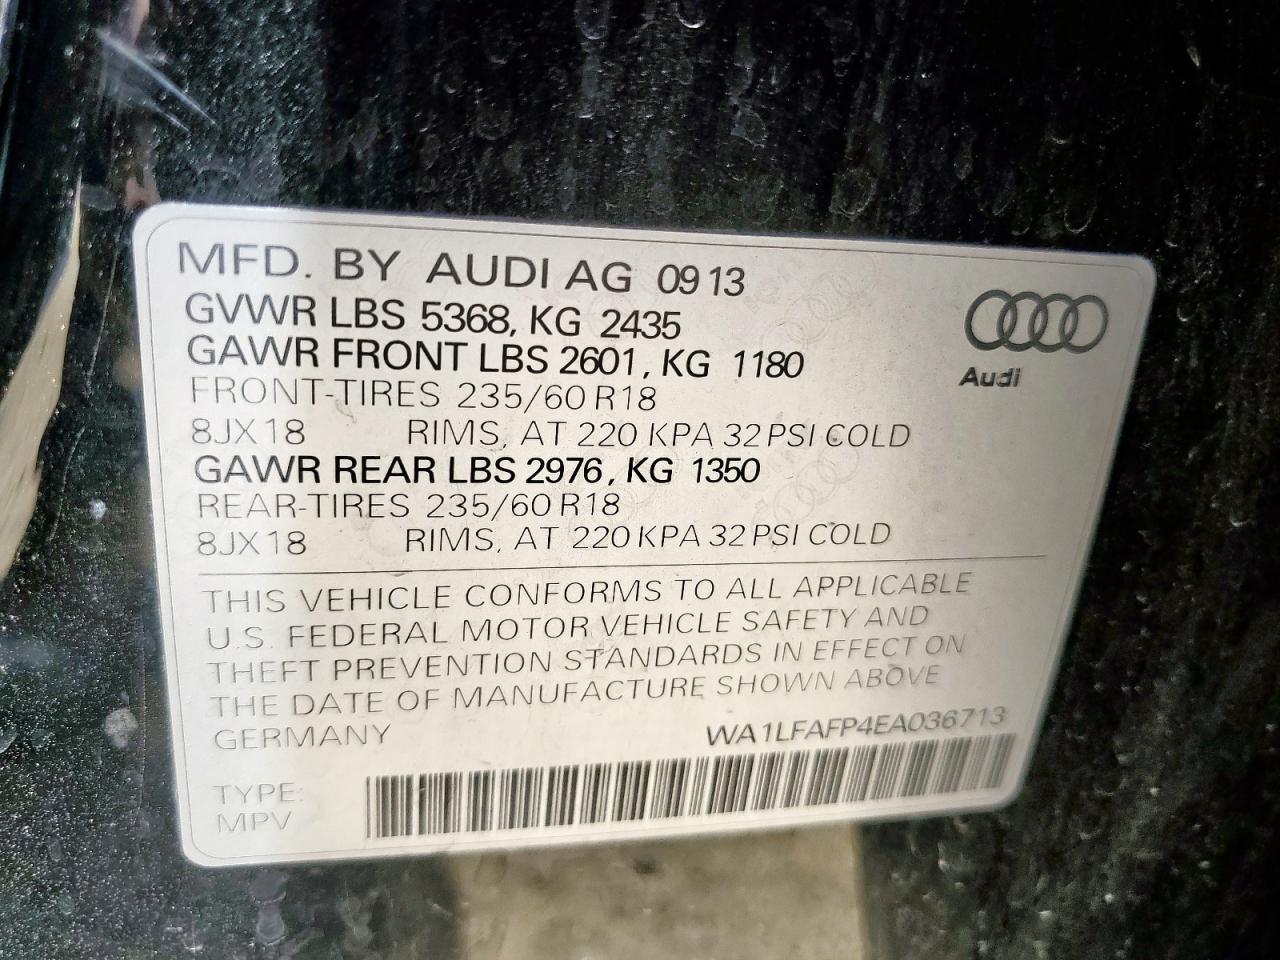 MFD. BY AUDI AG 09 13
GVWR LBS 5368, KG 2435
GAWR FRONT LBS 2601, KG 1180
FRONT-TIRES 235/60 R18
8JX18 RIMS, AT 220 KPA 32 PSI COLD
GAWR REAR LBS 2976, KG 1350
REAR-TIRES 235/60 R18
8JX18 RIMS, AT 220 KPA 32 PSI COLD
Audi
THIS VEHICLE CONFORMS TO ALL APPLICABLE
U.S. FEDERAL MOTOR VEHICLE SAFETY AND
THEFT PREVENTION STANDARDS IN EFFECT ON
THE DATE OF MANUFACTURE SHOWN ABOVE
GERMANY WA1LFAFP4EA036713
TYPE:
MPV